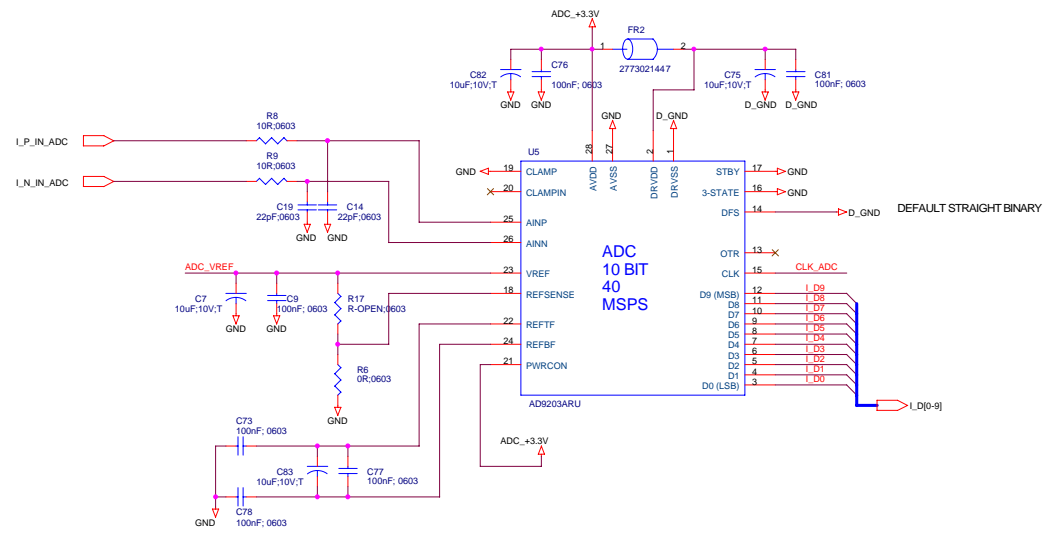 ADC_+3.3V
FR2
1
2
2773021447
C82
10uF;10V;T
C76
100nF; 0603
C75
10uF;10V;T
C81
100nF; 0603
GND
GND
D_GND
D_GND
GND
D_GND
R8
10R;0603
I_P_IN_ADC
R9
10R;0603
I_N_IN_ADC
C19
22pF;0603
C14
22pF;0603
GND
GND
U5
28
27
2
1
AVDD
AVSS
DRVDD
DRVSS
GND
19
CLAMP
20
CLAMPIN
25
AINP
26
AINN
23
VREF
18
REFSENSE
22
REFTF
24
REFBF
21
PWRCON
ADC
10 BIT
40
MSPS
STBY
17
GND
3-STATE
16
GND
DFS
14
D_GND
DEFAULT STRAIGHT BINARY
OTR
13
CLK
15
CLK_ADC
D9 (MSB)
12
I_D9
D8
11
I_D8
D7
10
I_D7
D6
9
I_D6
D5
8
I_D5
D4
7
I_D4
D3
6
I_D3
D2
5
I_D2
D1
4
I_D1
D0 (LSB)
3
I_D0
I_D[0-9]
AD9203ARU
ADC_VREF
C7
10uF;10V;T
C9
100nF; 0603
R17
R-OPEN;0603
GND
GND
R6
0R;0603
GND
ADC_+3.3V
C73
100nF; 0603
C83
10uF;10V;T
C77
100nF; 0603
GND
C78
100nF; 0603